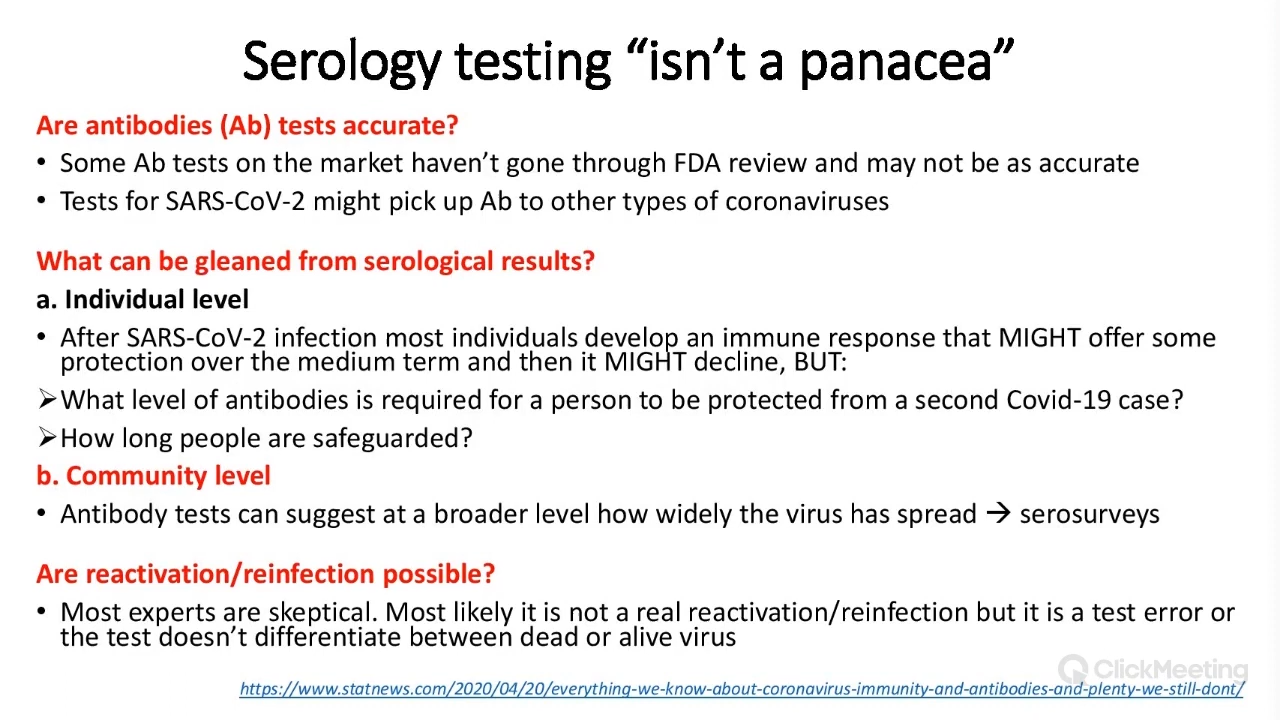 Serology testing “isn’t a panacea”
Are antibodies (Ab) tests accurate?
• Some Ab tests on the market haven’t gone through FDA review and may not be as accurate
• Tests for SARS-CoV-2 might pick up Ab to other types of coronaviruses
What can be gleaned from serological results?
a. Individual level
• After SARS-CoV-2 infection most individuals develop an immune response that MIGHT offer some
protection over the medium term and then it MIGHT decline, BUT:
➢What level of antibodies is required for a person to be protected from a second Covid-19 case?
➢How long people are safeguarded?
b. Community level
• Antibody tests can suggest at a broader level how widely the virus has spread → serosurveys
Are reactivation/reinfection possible?
• Most experts are skeptical. Most likely it is not a real reactivation/reinfection but it is a test error or
the test doesn’t differentiate between dead or alive virus
ClickMeeting
https://www.statnews.com/2020/04/20/everything-we-know-about-coronavirus-immunity-and-antibodies-and-plenty-we-still-dont/